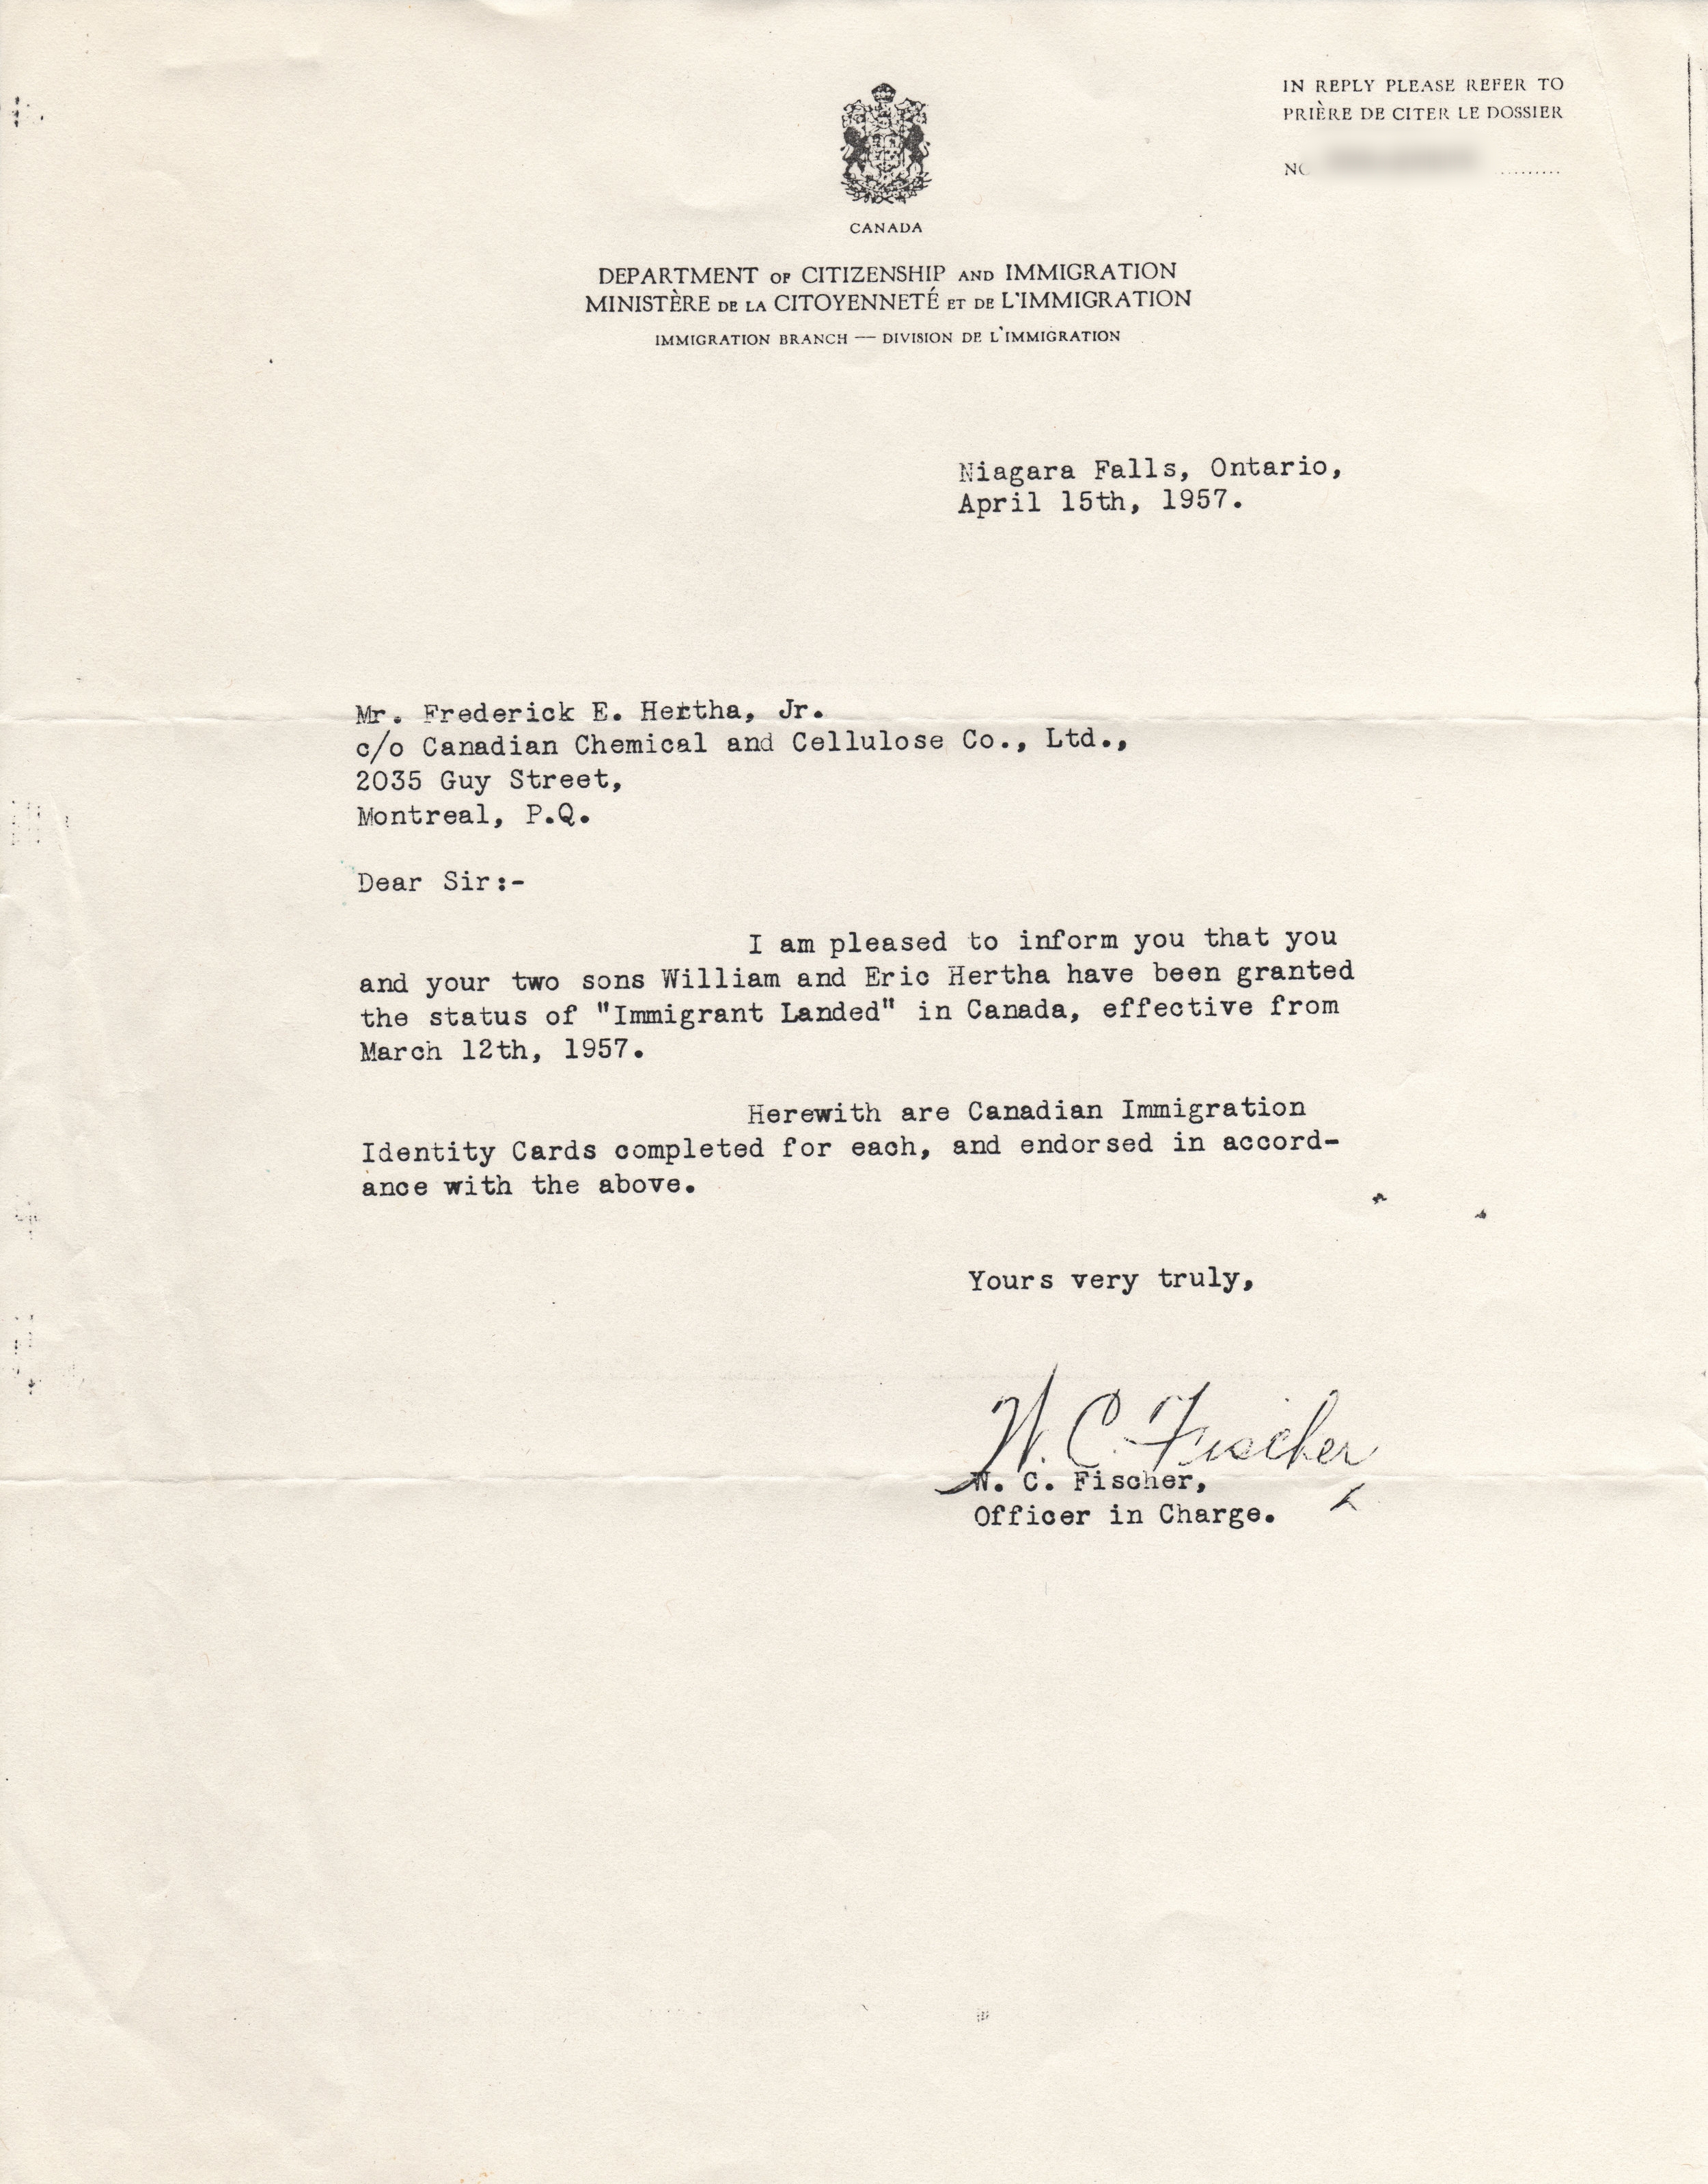 IN REPLY PLEASE REFER TO
PRIÈRE DE CITER LE DOSSIER
NO
CANADA
DEPARTMENT OF CITIZENSHIP AND IMMIGRATION
MINISTÈRE DE LA CITOYENNETÉ ET DE L'IMMIGRATION
IMMIGRATION BRANCH — DIVISION DE L'IMMIGRATION
Niagara Falls, Ontario,
April 15th, 1957.
Mr. Frederick E. Hertha, Jr.
c/o Canadian Chemical and Cellulose Co., Ltd.,
2035 Guy Street,
Montreal, P.Q.
Dear Sir:-
I am pleased to inform you that you
and your two sons William and Eric Hertha have been granted
the status of "Immigrant Landed" in Canada, effective from
March 12th, 1957.
Herewith are Canadian Immigration
Identity Cards completed for each, and endorsed in accord-
ance with the above.
Yours very truly,
W. C. Fischer
W. C. Fischer,
Officer in Charge.